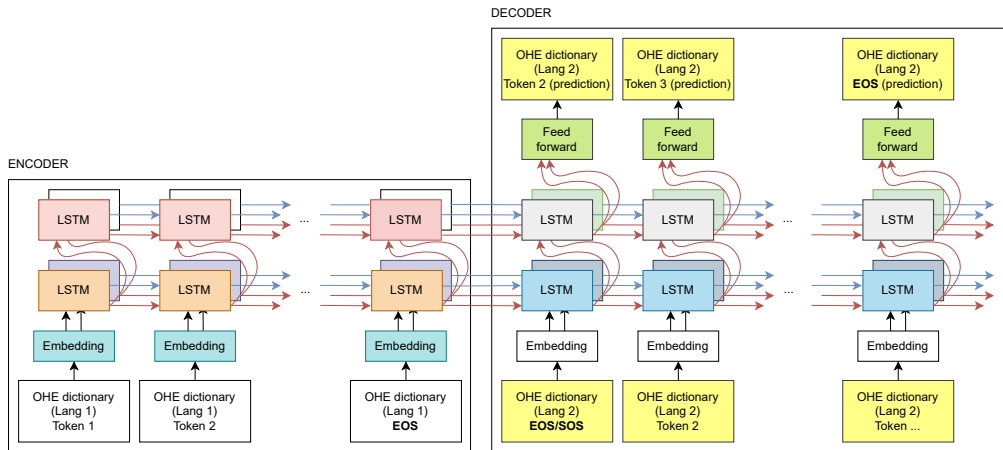 DECODER
OHE dictionary
(Lang 2)
Token 2 (prediction)
OHE dictionary
(Lang 2)
Token 3 (prediction)
OHE dictionary
(Lang 2)
EOS (prediction)
Feed
forward
Feed
forward
Feed
forward
ENCODER
LSTM
LSTM
...
LSTM
LSTM
LSTM
...
LSTM
LSTM
LSTM
...
LSTM
LSTM
LSTM
...
LSTM
Embedding
Embedding
Embedding
Embedding
Embedding
Embedding
OHE dictionary
(Lang 1)
Token 1
OHE dictionary
(Lang 1)
Token 2
OHE dictionary
(Lang 1)
EOS
OHE dictionary
(Lang 2)
EOS/SOS
OHE dictionary
(Lang 2)
Token 2
OHE dictionary
(Lang 2)
Token ...